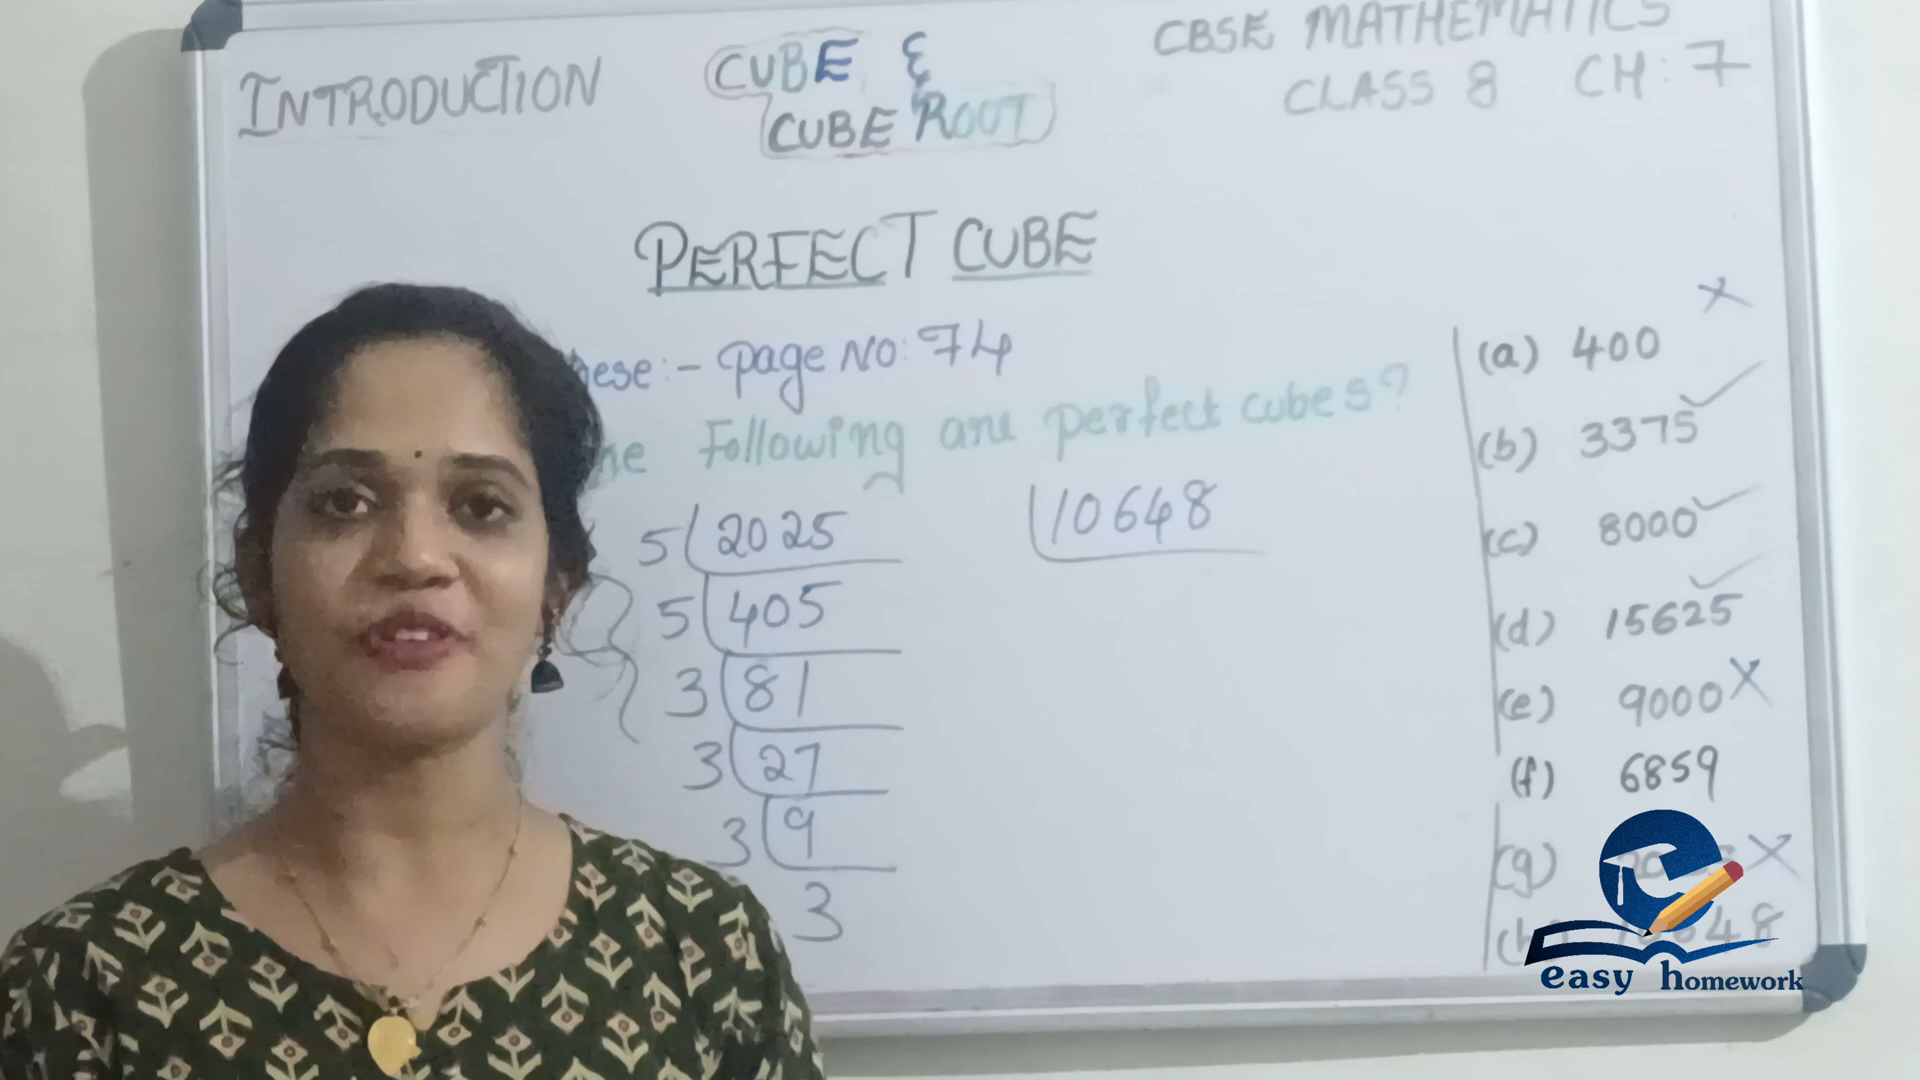 INTRODUCTION
CUBE &
CUBE ROOT
CBSE MATHEMATICS
CLASS 8 CH: 7
PERFECT CUBE
Page No: 74
Following are perfect cubes?
5 2025
5 405
3 81
3 27
3 9
3
10648
(a) 400 ×
(b) 3375 ✓
(c) 8000 ✓
(d) 15625 ✓
(e) 9000 ×
(f) 6859
(g) ×
easy homework